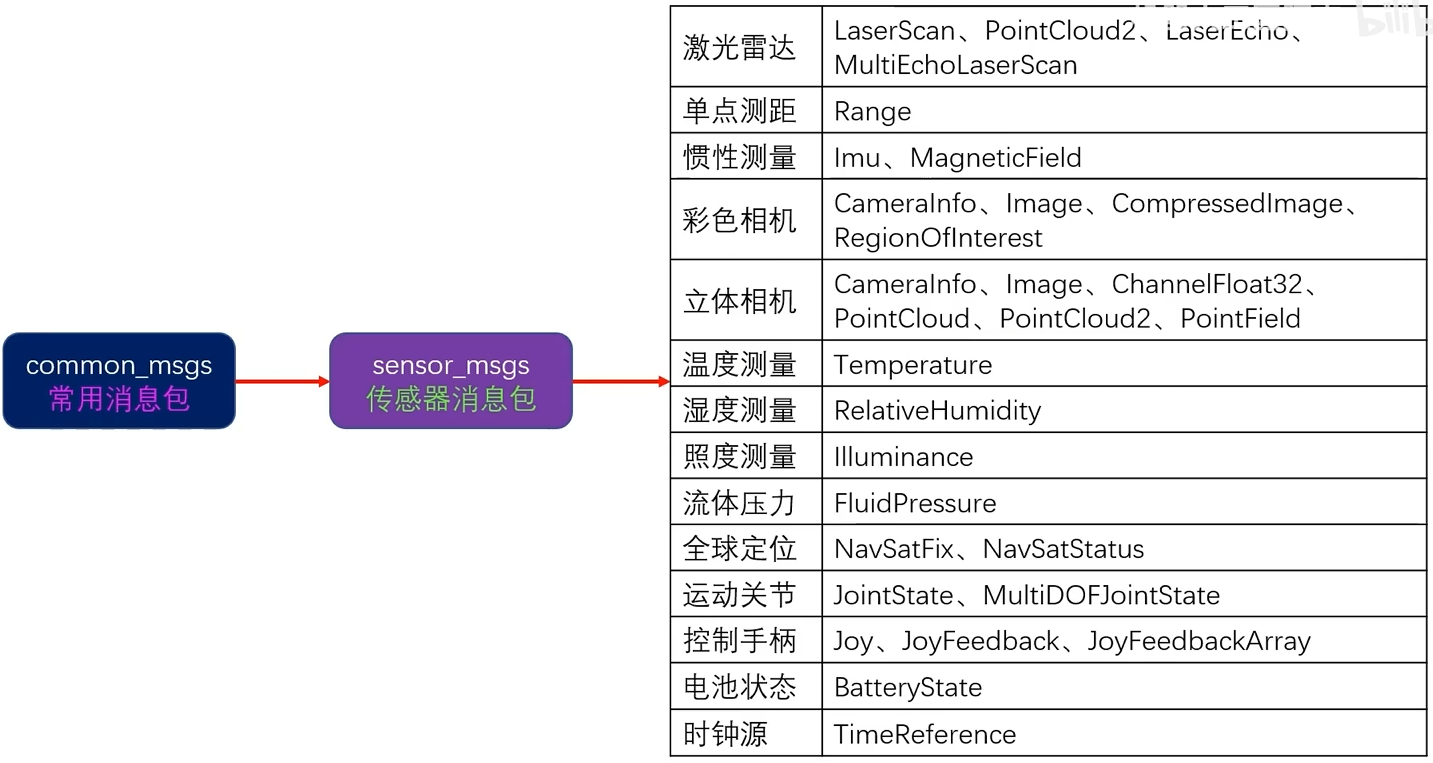 common_msgs
常用消息包
sensor_msgs
传感器消息包
激光雷达
LaserScan、PointCloud2、LaserEcho、
MultiEchoLaserScan
单点测距
Range
惯性测量
Imu、MagneticField
彩色相机
CameraInfo、Image、CompressedImage、
RegionOfInterest
立体相机
CameraInfo、Image、ChannelFloat32、
PointCloud、PointCloud2、PointField
温度测量
Temperature
湿度测量
RelativeHumidity
照度测量
Illuminance
流体压力
FluidPressure
全球定位
NavSatFix、NavSatStatus
运动关节
JointState、MultiDOFJointState
控制手柄
Joy、JoyFeedback、JoyFeedbackArray
电池状态
BatteryState
时钟源
TimeReference